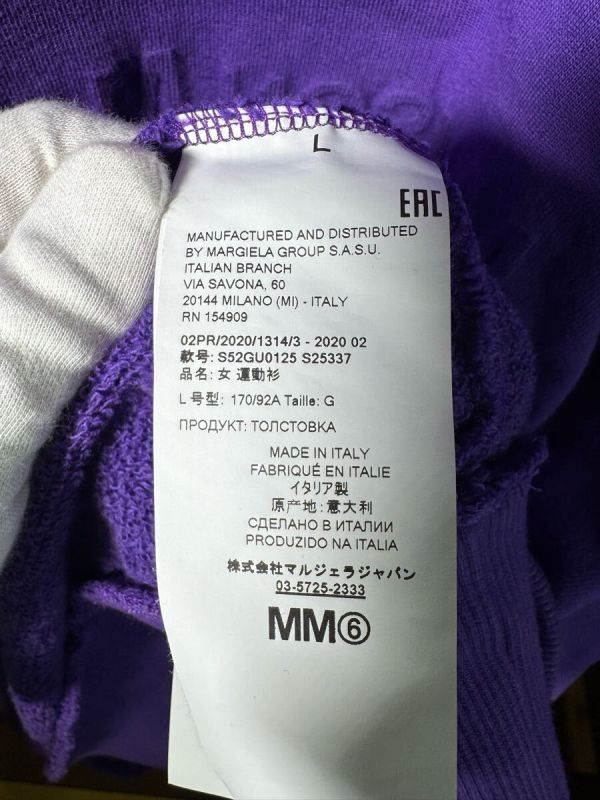 L
EAC
MANUFACTURED AND DISTRIBUTED
BY MARGIELA GROUP S.A.S.U.
ITALIAN BRANCH
VIA SAVONA, 60
20144 MILANO (MI) - ITALY
RN 154909
02PR/2020/1314/3 - 2020 02
款号: S52GU0125 S25337
品名: 女 運動衫
L 号型: 170/92A Taille: G
ПРОДУКТ: ТОЛСТОВКА
MADE IN ITALY
FABRIQUÉ EN ITALIE
イタリア製
原产地: 意大利
СДЕЛАНО В ИТАЛИИ
PRODUZIDO NA ITALIA
株式会社マルジェラジャパン
03-5725-2333
MM⑥